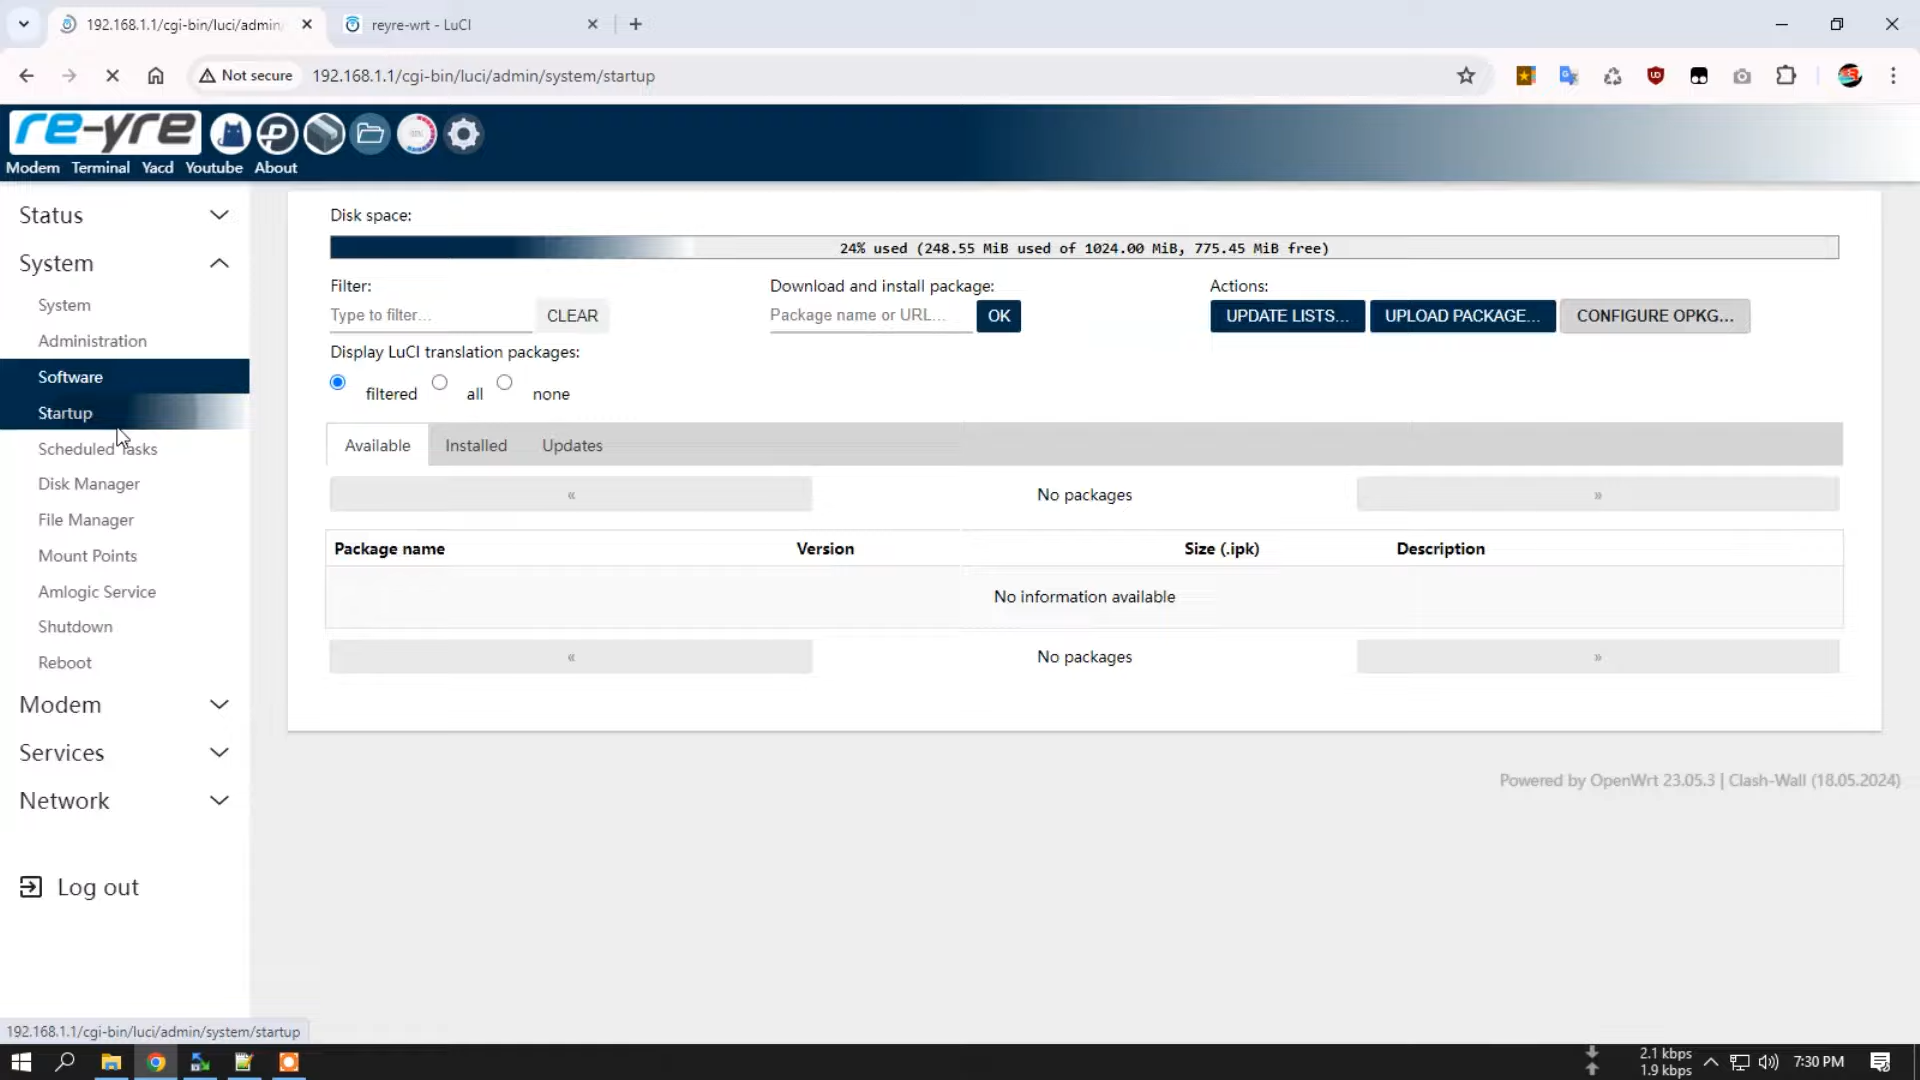 192.168.1.1/cgi-bin/luci/admin/
reyre-wrt - LuCI
Not secure
192.168.1.1/cgi-bin/luci/admin/system/startup
re-yre
Modem Terminal Yacd Youtube About
Status
System
System
Administration
Software
Startup
Scheduled Tasks
Disk Manager
File Manager
Mount Points
Amlogic Service
Shutdown
Reboot
Modem
Services
Network
Log out
Disk space:
24% used (248.55 MiB used of 1024.00 MiB, 775.45 MiB free)
Filter:
Type to filter…
CLEAR
Download and install package:
Package name or URL…
OK
Actions:
UPDATE LISTS…
UPLOAD PACKAGE…
CONFIGURE OPKG…
Display LuCI translation packages:
filtered
all
none
Available
Installed
Updates
«
No packages
»
Package name
Version
Size (.ipk)
Description
No information available
«
No packages
»
Powered by OpenWrt 23.05.3 | Clash-Wall (18.05.2024)
192.168.1.1/cgi-bin/luci/admin/system/startup
2.1 kbps
1.9 kbps
7:30 PM